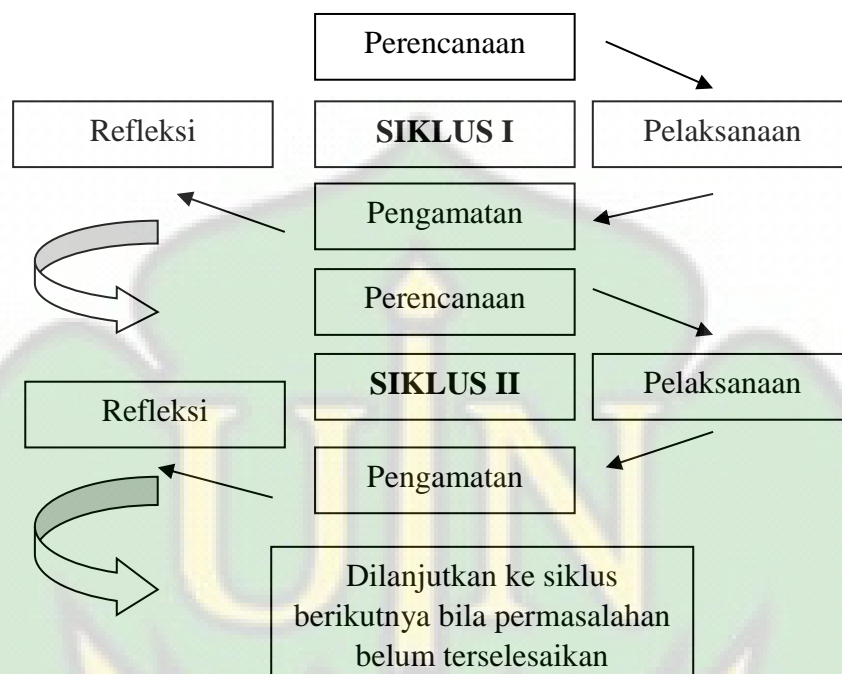 Perencanaan
Refleksi
SIKLUS I
Pelaksanaan
Pengamatan
Perencanaan
SIKLUS II
Pelaksanaan
Refleksi
Pengamatan
Dilanjutkan ke siklus
berikutnya bila permasalahan
belum terselesaikan
UIN